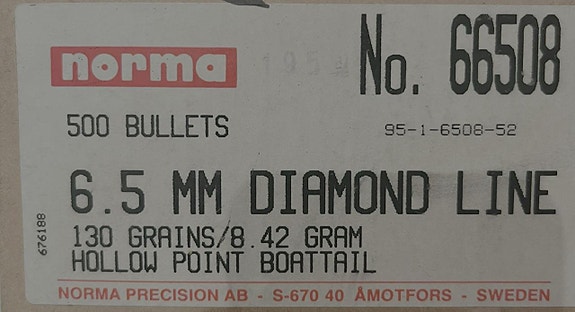 norma
No. 66508
500 BULLETS
95-1-6508-52
6.5 MM DIAMOND LINE
130 GRAINS/8.42 GRAM
HOLLOW POINT BOATTAIL
676188
NORMA PRECISION AB - S-670 40 ÅMOTFORS - SWEDEN